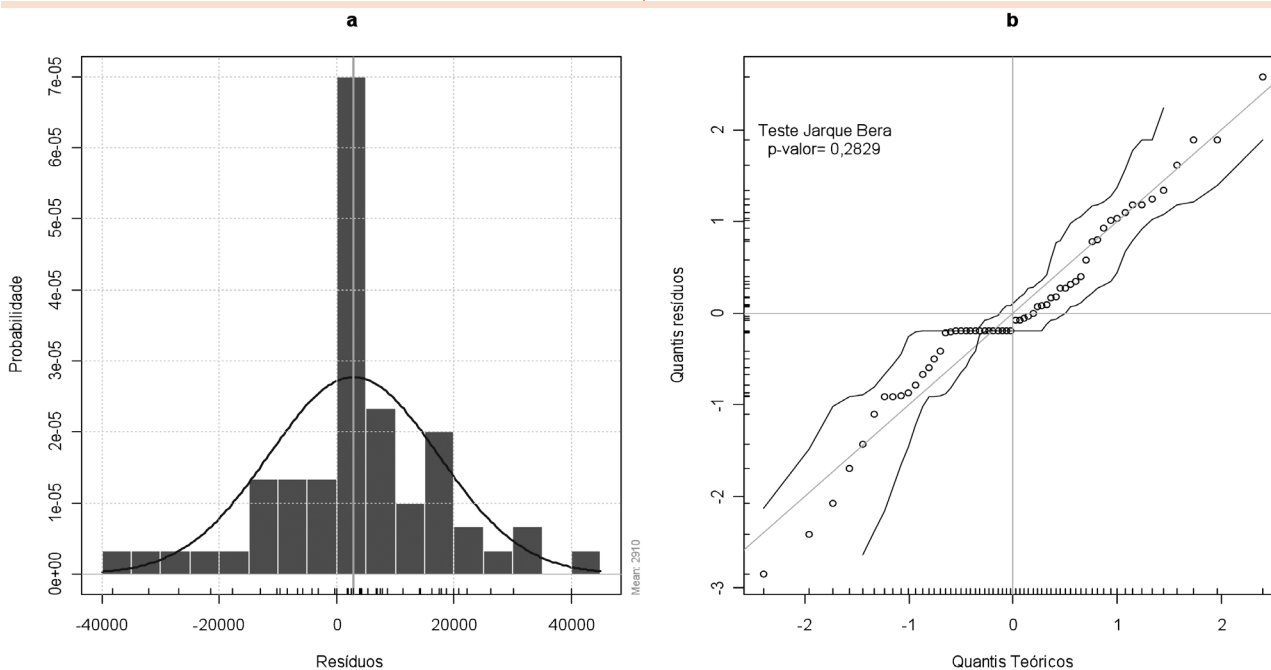 a
b
7e-05
6e-05
5e-05
4e-05
3e-05
2e-05
1e-05
0e+00
Probabilidade
-40000 -20000 0 20000 40000
Resíduos
Mean: 2910
Teste Jarque Bera
p-valor= 0,2829
2
1
0
-1
-2
-3
Quantis resíduos
-2 -1 0 1 2
Quantis Teóricos